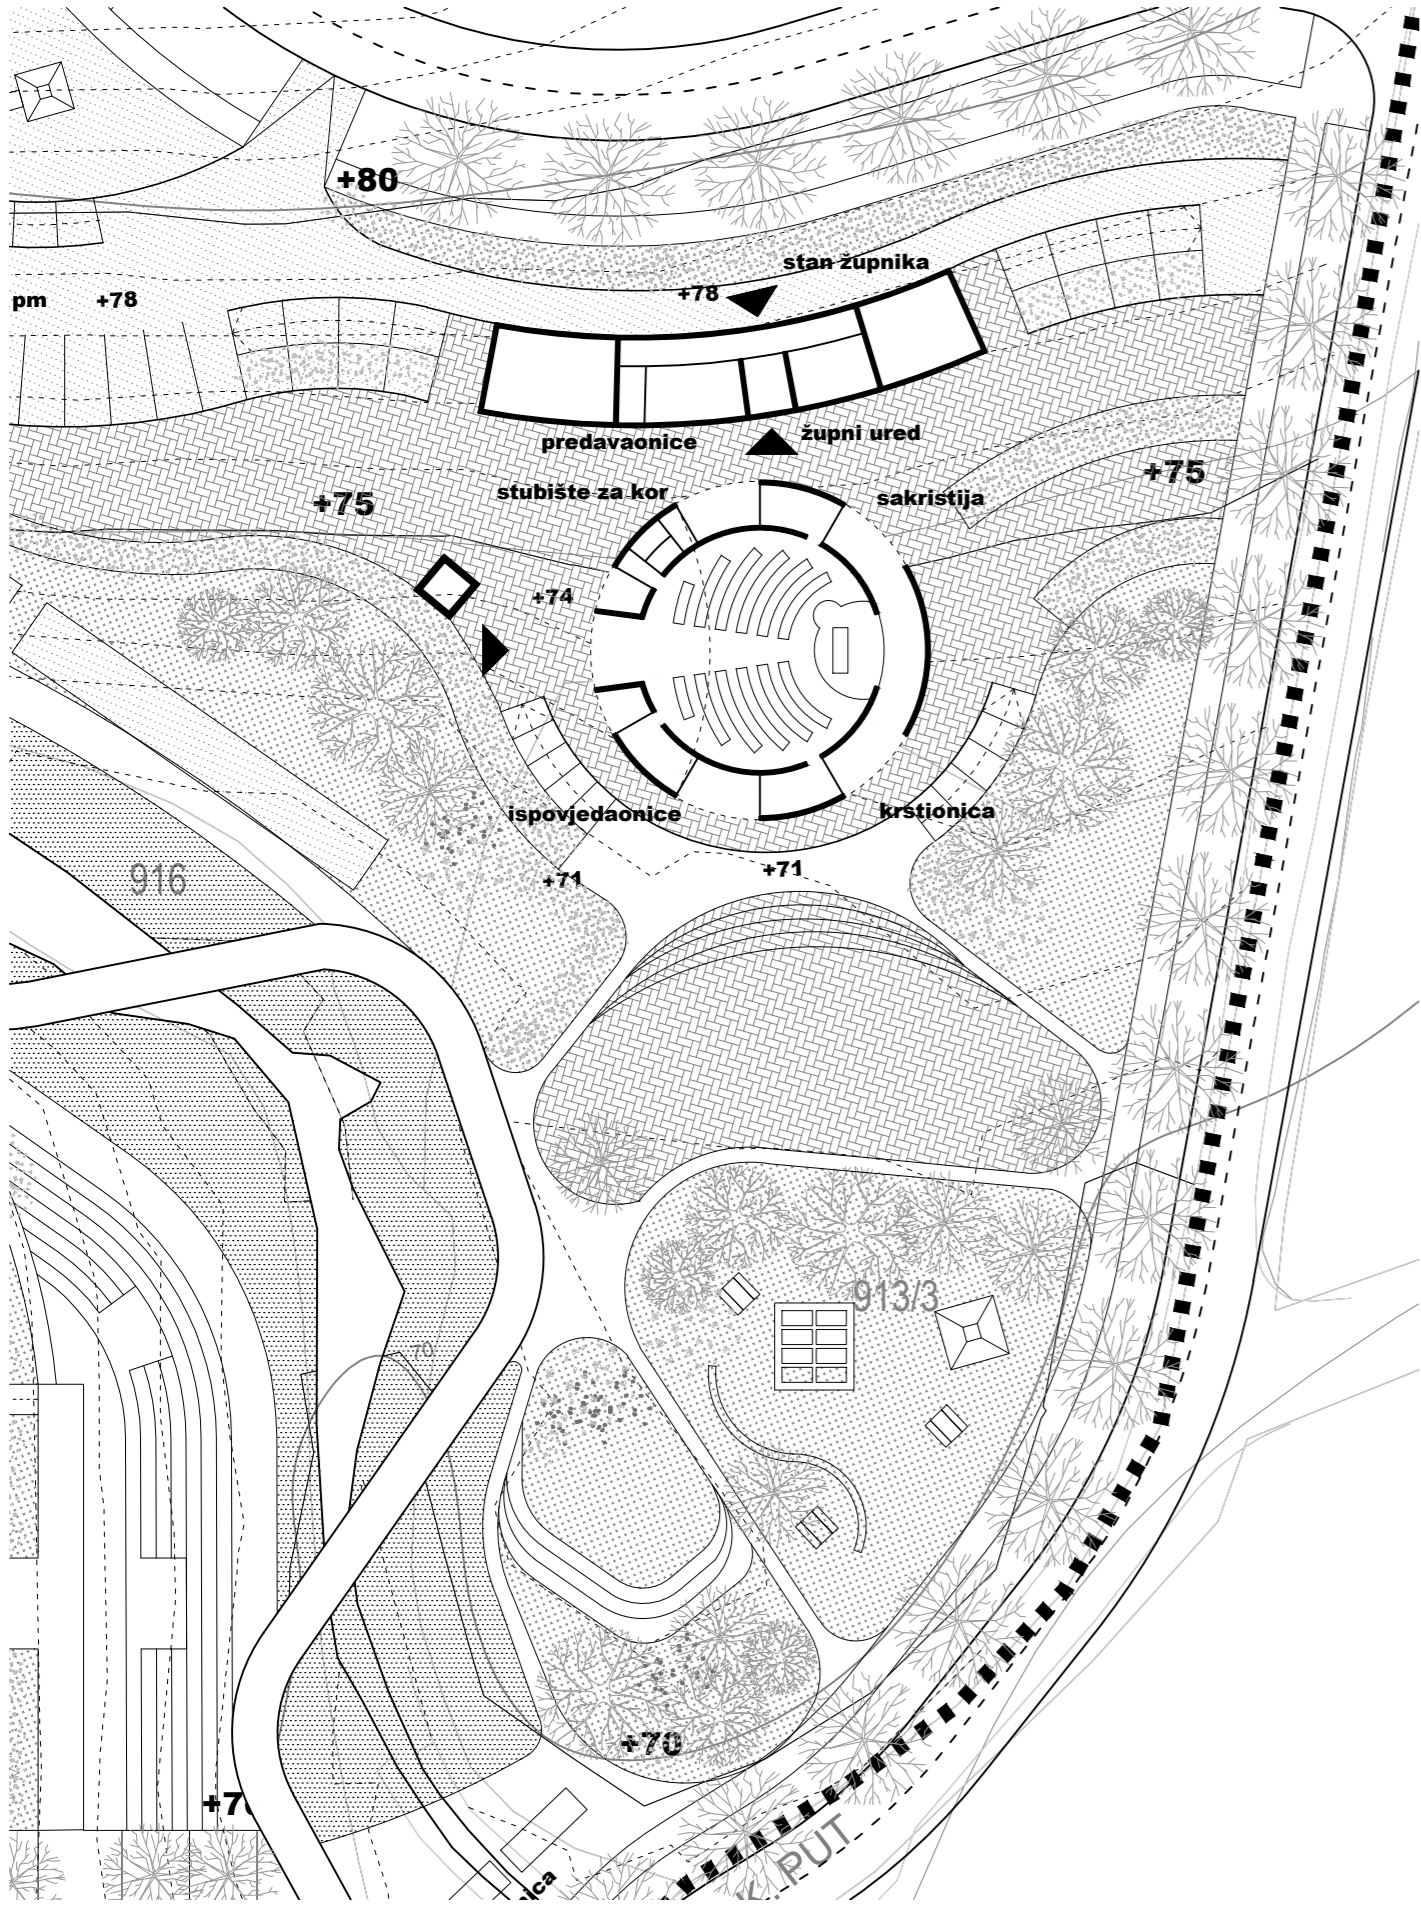 +80
stan župnika
+78
pm
+78
predavaonice
župni ured
stubište za kor
sakristija
+75
+75
+74
ispovjedaonice
krstionica
+71
+71
916
913/3
70
+70
PUT